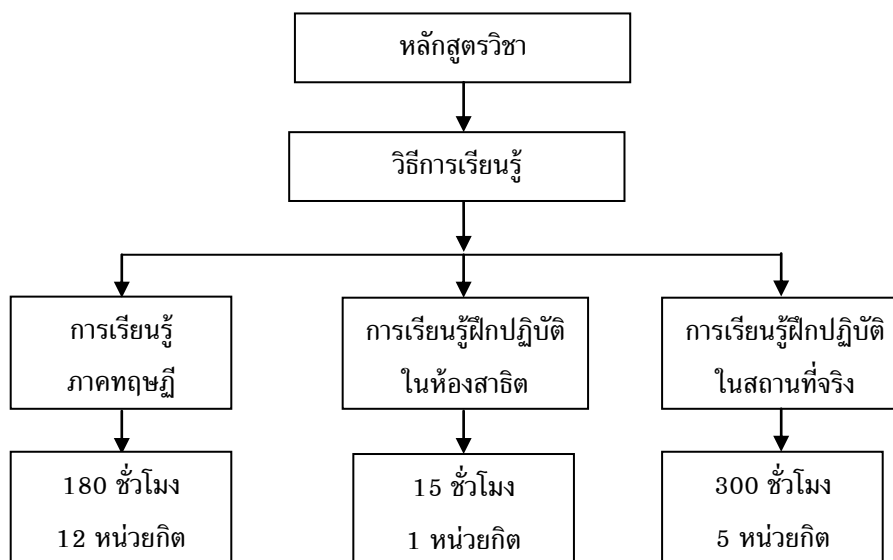 หลักสูตรวิชา
วิธีการเรียนรู้
การเรียนรู้
ภาคทฤษฏี
การเรียนรู้ฝึกปฏิบัติ
ในห้องสาธิต
การเรียนรู้ฝึกปฏิบัติ
ในสถานที่จริง
180 ชั่วโมง
12 หน่วยกิต
15 ชั่วโมง
1 หน่วยกิต
300 ชั่วโมง
5 หน่วยกิต